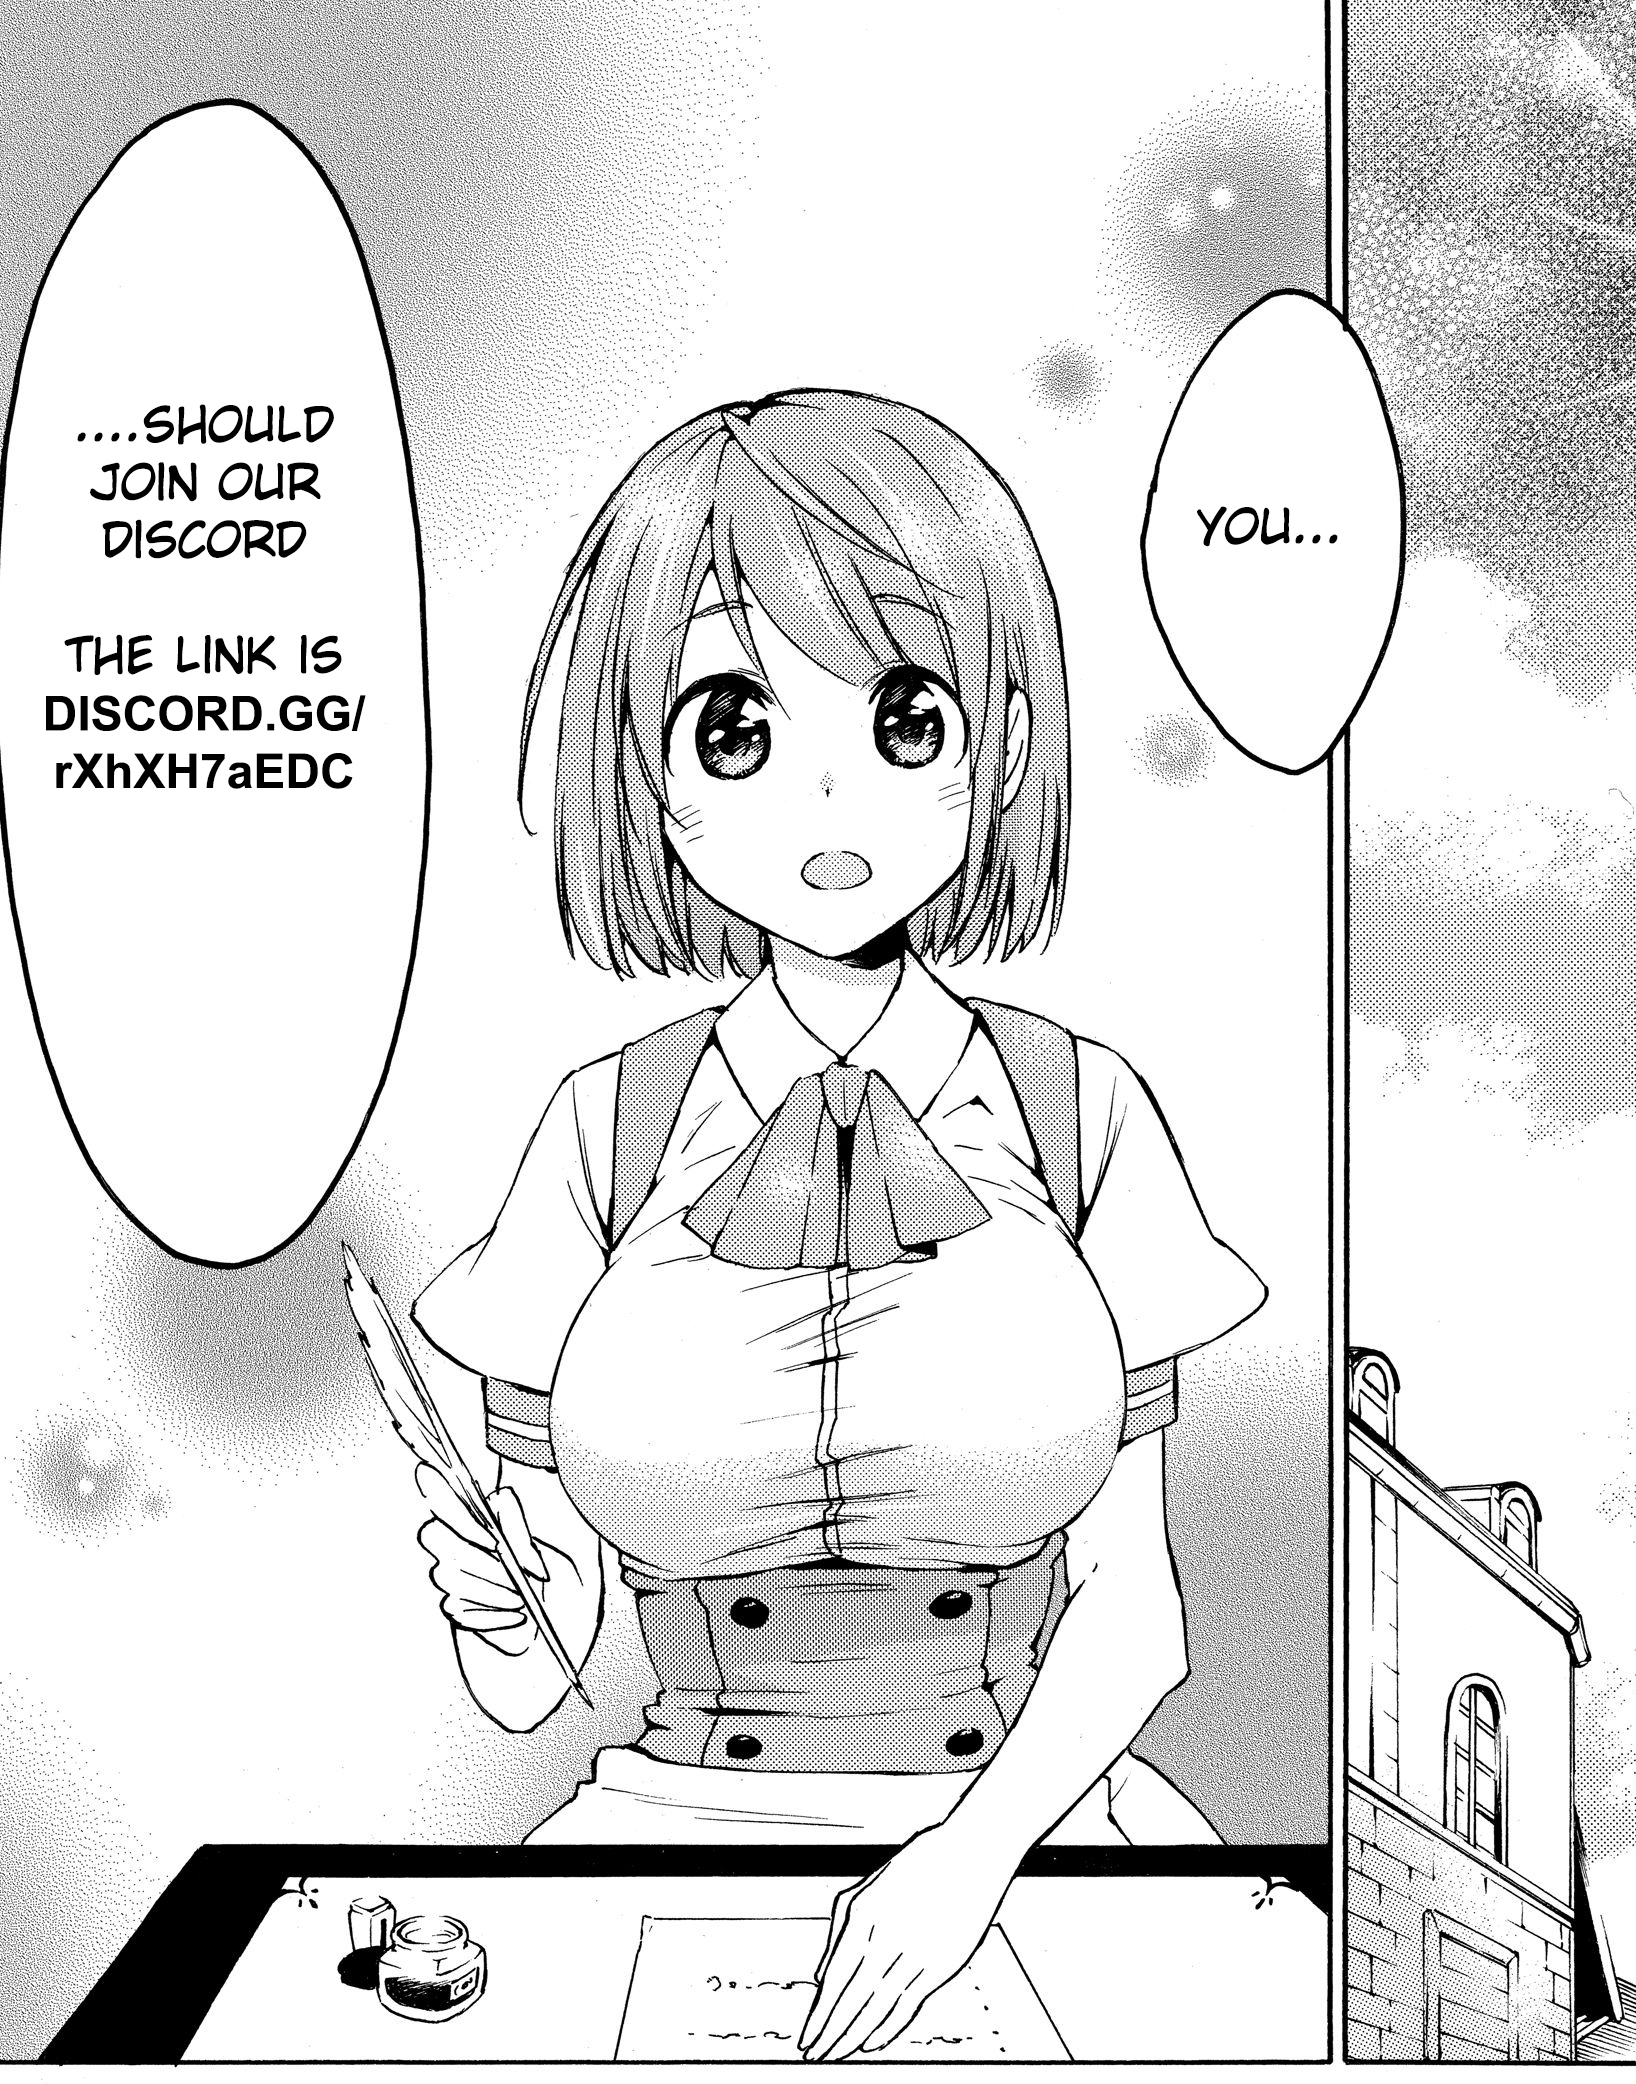 YOU...
....SHOULD
JOIN OUR
DISCORD
THE LINK IS
DISCORD.GG/
rXhXH7aEDC